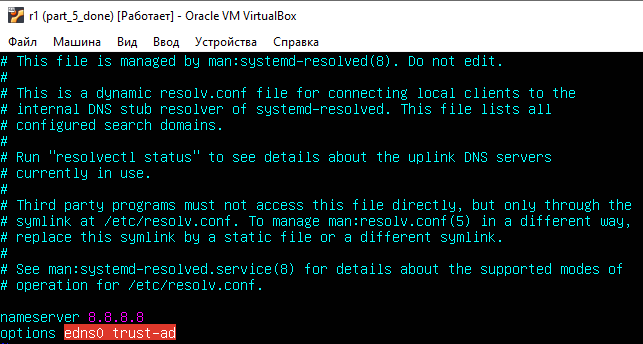 r1 (part_5_done) [Работает] - Oracle VM VirtualBox
Файл Машина Вид Ввод Устройства Справка
# This file is managed by man:systemd-resolved(8). Do not edit.
#
# This is a dynamic resolv.conf file for connecting local clients to the
# internal DNS stub resolver of systemd-resolved. This file lists all
# configured search domains.
#
# Run "resolvectl status" to see details about the uplink DNS servers
# currently in use.
#
# Third party programs must not access this file directly, but only through the
# symlink at /etc/resolv.conf. To manage man:resolv.conf(5) in a different way,
# replace this symlink by a static file or a different symlink.
#
# See man:systemd-resolved.service(8) for details about the supported modes of
# operation for /etc/resolv.conf.
nameserver 8.8.8.8
options edns0 trust-ad